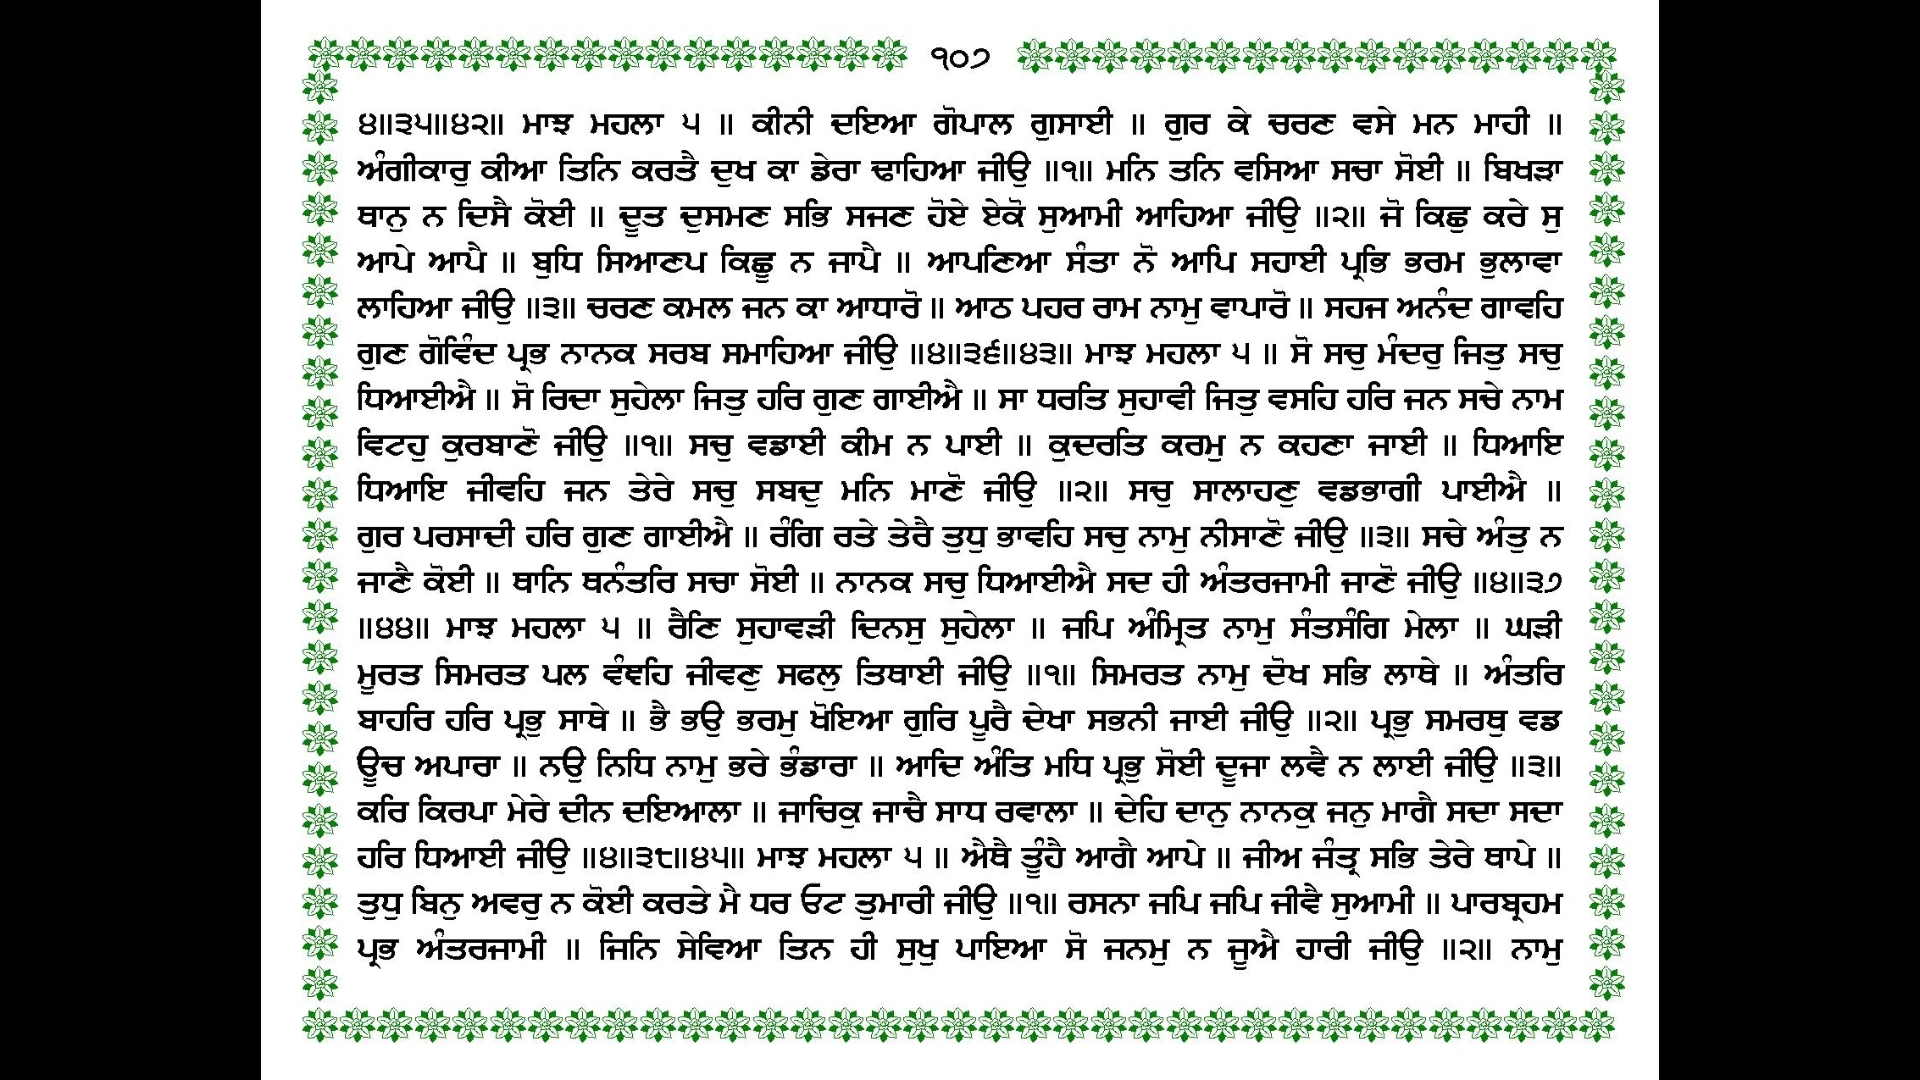 ੧੦੭
੪॥੩੫॥੪੨॥ ਮਾਝ ਮਹਲਾ ੫ ॥ ਕੀਨੀ ਦਇਆ ਗੋਪਾਲ ਗੁਸਾਈ ॥ ਗੁਰ ਕੇ ਚਰਣ ਵਸੇ ਮਨ ਮਾਹੀ ॥
ਅੰਗੀਕਾਰੁ ਕੀਆ ਤਿਨਿ ਕਰਤੈ ਦੁਖ ਕਾ ਡੇਰਾ ਢਾਹਿਆ ਜੀਉ ॥੧॥ ਮਨਿ ਤਨਿ ਵਸਿਆ ਸਚਾ ਸੋਈ ॥ ਬਿਖੜਾ
ਥਾਨੁ ਨ ਦਿਸੈ ਕੋਈ ॥ ਦੂਤ ਦੁਸਮਣ ਸਭਿ ਸਜਣ ਹੋਏ ਏਕੋ ਸੁਆਮੀ ਆਹਿਆ ਜੀਉ ॥੨॥ ਜੋ ਕਿਛੁ ਕਰੇ ਸੁ
ਆਪੇ ਆਪੈ ॥ ਬੁਧਿ ਸਿਆਣਪ ਕਿਛੂ ਨ ਜਾਪੈ ॥ ਆਪਣਿਆ ਸੰਤਾ ਨੋ ਆਪਿ ਸਹਾਈ ਪ੍ਰਭਿ ਭਰਮ ਭੁਲਾਵਾ
ਲਾਹਿਆ ਜੀਉ ॥੩॥ ਚਰਣ ਕਮਲ ਜਨ ਕਾ ਆਧਾਰੋ ॥ ਆਠ ਪਹਰ ਰਾਮ ਨਾਮੁ ਵਾਪਾਰੋ ॥ ਸਹਜ ਅਨੰਦ ਗਾਵਹਿ
ਗੁਣ ਗੋਵਿੰਦ ਪ੍ਰਭ ਨਾਨਕ ਸਰਬ ਸਮਾਹਿਆ ਜੀਉ ॥੪॥੩੬॥੪੩॥ ਮਾਝ ਮਹਲਾ ੫ ॥ ਸੋ ਸਚੁ ਮੰਦਰੁ ਜਿਤੁ ਸਚੁ
ਧਿਆਈਐ ॥ ਸੋ ਰਿਦਾ ਸੁਹੇਲਾ ਜਿਤੁ ਹਰਿ ਗੁਣ ਗਾਈਐ ॥ ਸਾ ਧਰਤਿ ਸੁਹਾਵੀ ਜਿਤੁ ਵਸਹਿ ਹਰਿ ਜਨ ਸਚੇ ਨਾਮ
ਵਿਟਹੁ ਕੁਰਬਾਣੋ ਜੀਉ ॥੧॥ ਸਚੁ ਵਡਾਈ ਕੀਮ ਨ ਪਾਈ ॥ ਕੁਦਰਤਿ ਕਰਮੁ ਨ ਕਹਣਾ ਜਾਈ ॥ ਧਿਆਇ
ਧਿਆਇ ਜੀਵਹਿ ਜਨ ਤੇਰੇ ਸਚੁ ਸਬਦੁ ਮਨਿ ਮਾਣੋ ਜੀਉ ॥੨॥ ਸਚੁ ਸਾਲਾਹਣੁ ਵਡਭਾਗੀ ਪਾਈਐ ॥
ਗੁਰ ਪਰਸਾਦੀ ਹਰਿ ਗੁਣ ਗਾਈਐ ॥ ਰੰਗਿ ਰਤੇ ਤੇਰੈ ਤੁਧੁ ਭਾਵਹਿ ਸਚੁ ਨਾਮੁ ਨੀਸਾਣੋ ਜੀਉ ॥੩॥ ਸਚੇ ਅੰਤੁ ਨ
ਜਾਣੈ ਕੋਈ ॥ ਥਾਨਿ ਥਨੰਤਰਿ ਸਚਾ ਸੋਈ ॥ ਨਾਨਕ ਸਚੁ ਧਿਆਈਐ ਸਦ ਹੀ ਅੰਤਰਜਾਮੀ ਜਾਣੋ ਜੀਉ ॥੪॥੩੭
॥੪੪॥ ਮਾਝ ਮਹਲਾ ੫ ॥ ਰੈਣਿ ਸੁਹਾਵੜੀ ਦਿਨਸੁ ਸੁਹੇਲਾ ॥ ਜਪਿ ਅੰਮ੍ਰਿਤ ਨਾਮੁ ਸੰਤਸੰਗਿ ਮੇਲਾ ॥ ਘੜੀ
ਮੂਰਤ ਸਿਮਰਤ ਪਲ ਵੰਞਹਿ ਜੀਵਣੁ ਸਫਲੁ ਤਿਥਾਈ ਜੀਉ ॥੧॥ ਸਿਮਰਤ ਨਾਮੁ ਦੋਖ ਸਭਿ ਲਾਥੇ ॥ ਅੰਤਰਿ
ਬਾਹਰਿ ਹਰਿ ਪ੍ਰਭੁ ਸਾਥੇ ॥ ਭੈ ਭਉ ਭਰਮੁ ਖੋਇਆ ਗੁਰਿ ਪੂਰੈ ਦੇਖਾ ਸਭਨੀ ਜਾਈ ਜੀਉ ॥੨॥ ਪ੍ਰਭੁ ਸਮਰਥੁ ਵਡ
ਊਚ ਅਪਾਰਾ ॥ ਨਉ ਨਿਧਿ ਨਾਮੁ ਭਰੇ ਭੰਡਾਰਾ ॥ ਆਦਿ ਅੰਤਿ ਮਧਿ ਪ੍ਰਭੁ ਸੋਈ ਦੂਜਾ ਲਵੈ ਨ ਲਾਈ ਜੀਉ ॥੩॥
ਕਰਿ ਕਿਰਪਾ ਮੇਰੇ ਦੀਨ ਦਇਆਲਾ ॥ ਜਾਚਿਕੁ ਜਾਚੈ ਸਾਧ ਰਵਾਲਾ ॥ ਦੇਹਿ ਦਾਨੁ ਨਾਨਕੁ ਜਨੁ ਮਾਗੈ ਸਦਾ ਸਦਾ
ਹਰਿ ਧਿਆਈ ਜੀਉ ॥੪॥੩੮॥੪੫॥ ਮਾਝ ਮਹਲਾ ੫ ॥ ਐਥੈ ਤੂੰਹੈ ਆਗੈ ਆਪੇ ॥ ਜੀਅ ਜੰਤ੍ਰ ਸਭਿ ਤੇਰੇ ਥਾਪੇ ॥
ਤੁਧੁ ਬਿਨੁ ਅਵਰੁ ਨ ਕੋਈ ਕਰਤੇ ਮੈ ਧਰ ਓਟ ਤੁਮਾਰੀ ਜੀਉ ॥੧॥ ਰਸਨਾ ਜਪਿ ਜਪਿ ਜੀਵੈ ਸੁਆਮੀ ॥ ਪਾਰਬ੍ਰਹਮ
ਪ੍ਰਭ ਅੰਤਰਜਾਮੀ ॥ ਜਿਨਿ ਸੇਵਿਆ ਤਿਨ ਹੀ ਸੁਖੁ ਪਾਇਆ ਸੋ ਜਨਮੁ ਨ ਜੂਐ ਹਾਰੀ ਜੀਉ ॥੨॥ ਨਾਮੁ